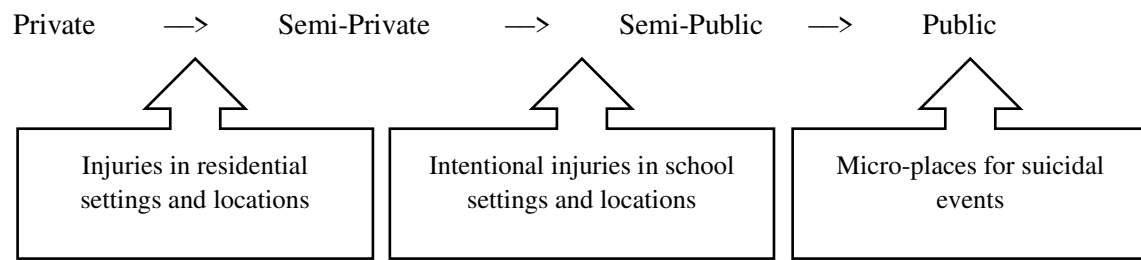 Private —> Semi-Private —> Semi-Public —> Public
Injuries in residential
settings and locations
Intentional injuries in school
settings and locations
Micro-places for suicidal
events